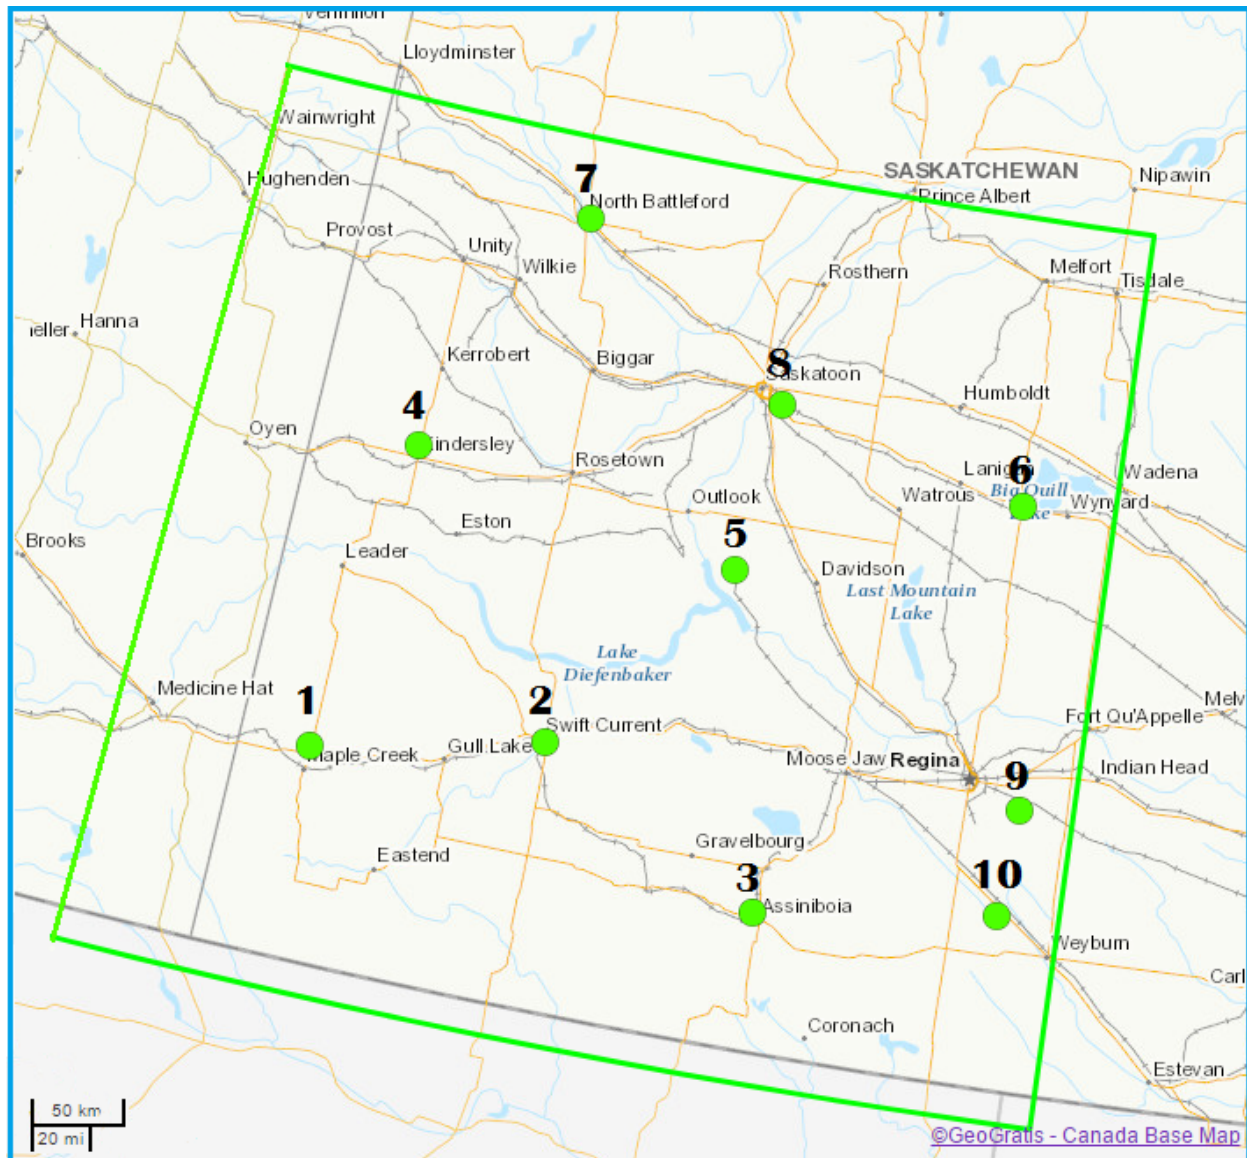 Vermilion
Lloydminster
Wainwright
SASKATCHEWAN
Nipawin
Hughenden
7
North Battleford
Prince Albert
Provost
Unity
Wilkie
Rosthern
Melfort
Tisdale
Hanna
heller
Kerrobert
Biggar
8
Saskatoon
Humboldt
4
Oyen
Kindersley
Rosetown
Lanigan
6
Wadena
Big Quill
Lake
Watrous
Wynyard
Outlook
Eston
5
Brooks
Leader
Davidson
Last Mountain
Lake
Lake
Diefenbaker
Medicine Hat
1
2
Swift Current
Melv
Fort Qu'Appelle
Maple Creek
Gull Lake
Moose Jaw
Regina
Indian Head
9
Gravelbourg
Eastend
3
Assiniboia
10
Weyburn
Carl
Coronach
Estevan
50 km
20 mi
©GeoGratis - Canada Base Map